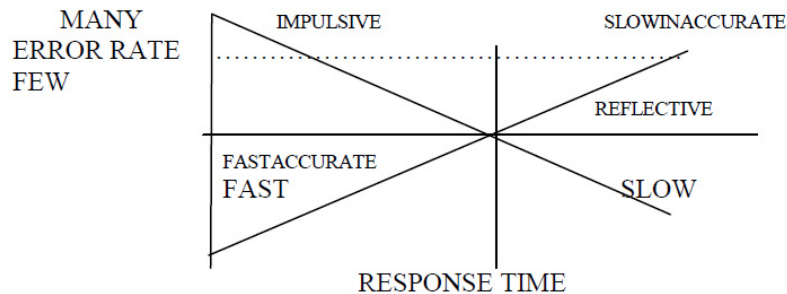 MANY
IMPULSIVE
SLOWINACCURATE
ERROR RATE
FEW
REFLECTIVE
FASTACCURATE
FAST
SLOW
RESPONSE TIME